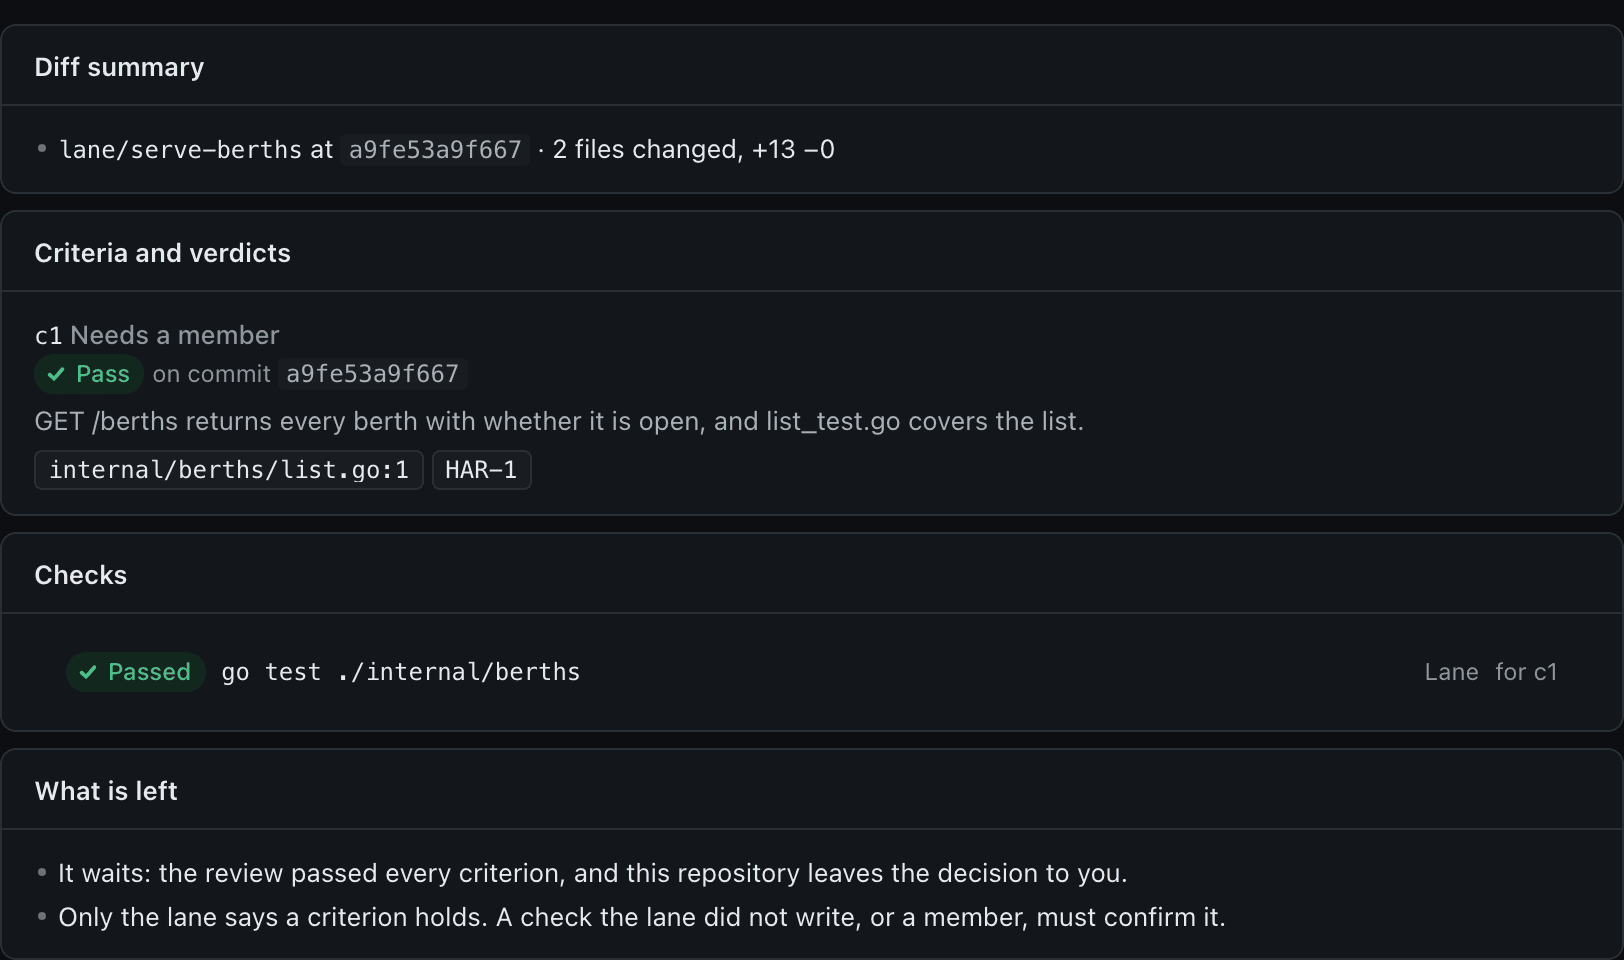 Diff summary
• lane/serve-berths at a9fe53a9f667 · 2 files changed, +13 −0
Criteria and verdicts
c1 Needs a member
✓ Pass on commit a9fe53a9f667
GET /berths returns every berth with whether it is open, and list_test.go covers the list.
internal/berths/list.go:1 HAR-1
Checks
✓ Passed go test ./internal/berths Lane for c1
What is left
• It waits: the review passed every criterion, and this repository leaves the decision to you.
• Only the lane says a criterion holds. A check the lane did not write, or a member, must confirm it.